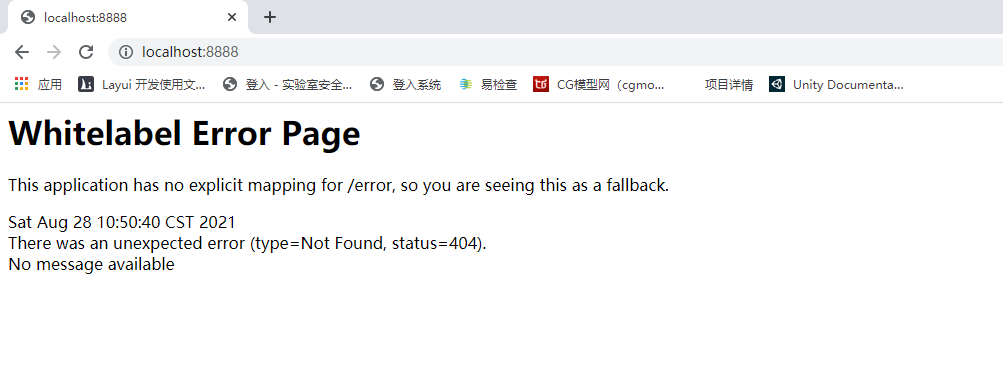 localhost:8888
localhost:8888
应用 Layui 开发使用文... 登入 - 实验室安全... 登入系统 易检查 CG模型网（cgmo... 项目详情 Unity Documenta...
Whitelabel Error Page
This application has no explicit mapping for /error, so you are seeing this as a fallback.
Sat Aug 28 10:50:40 CST 2021
There was an unexpected error (type=Not Found, status=404).
No message available